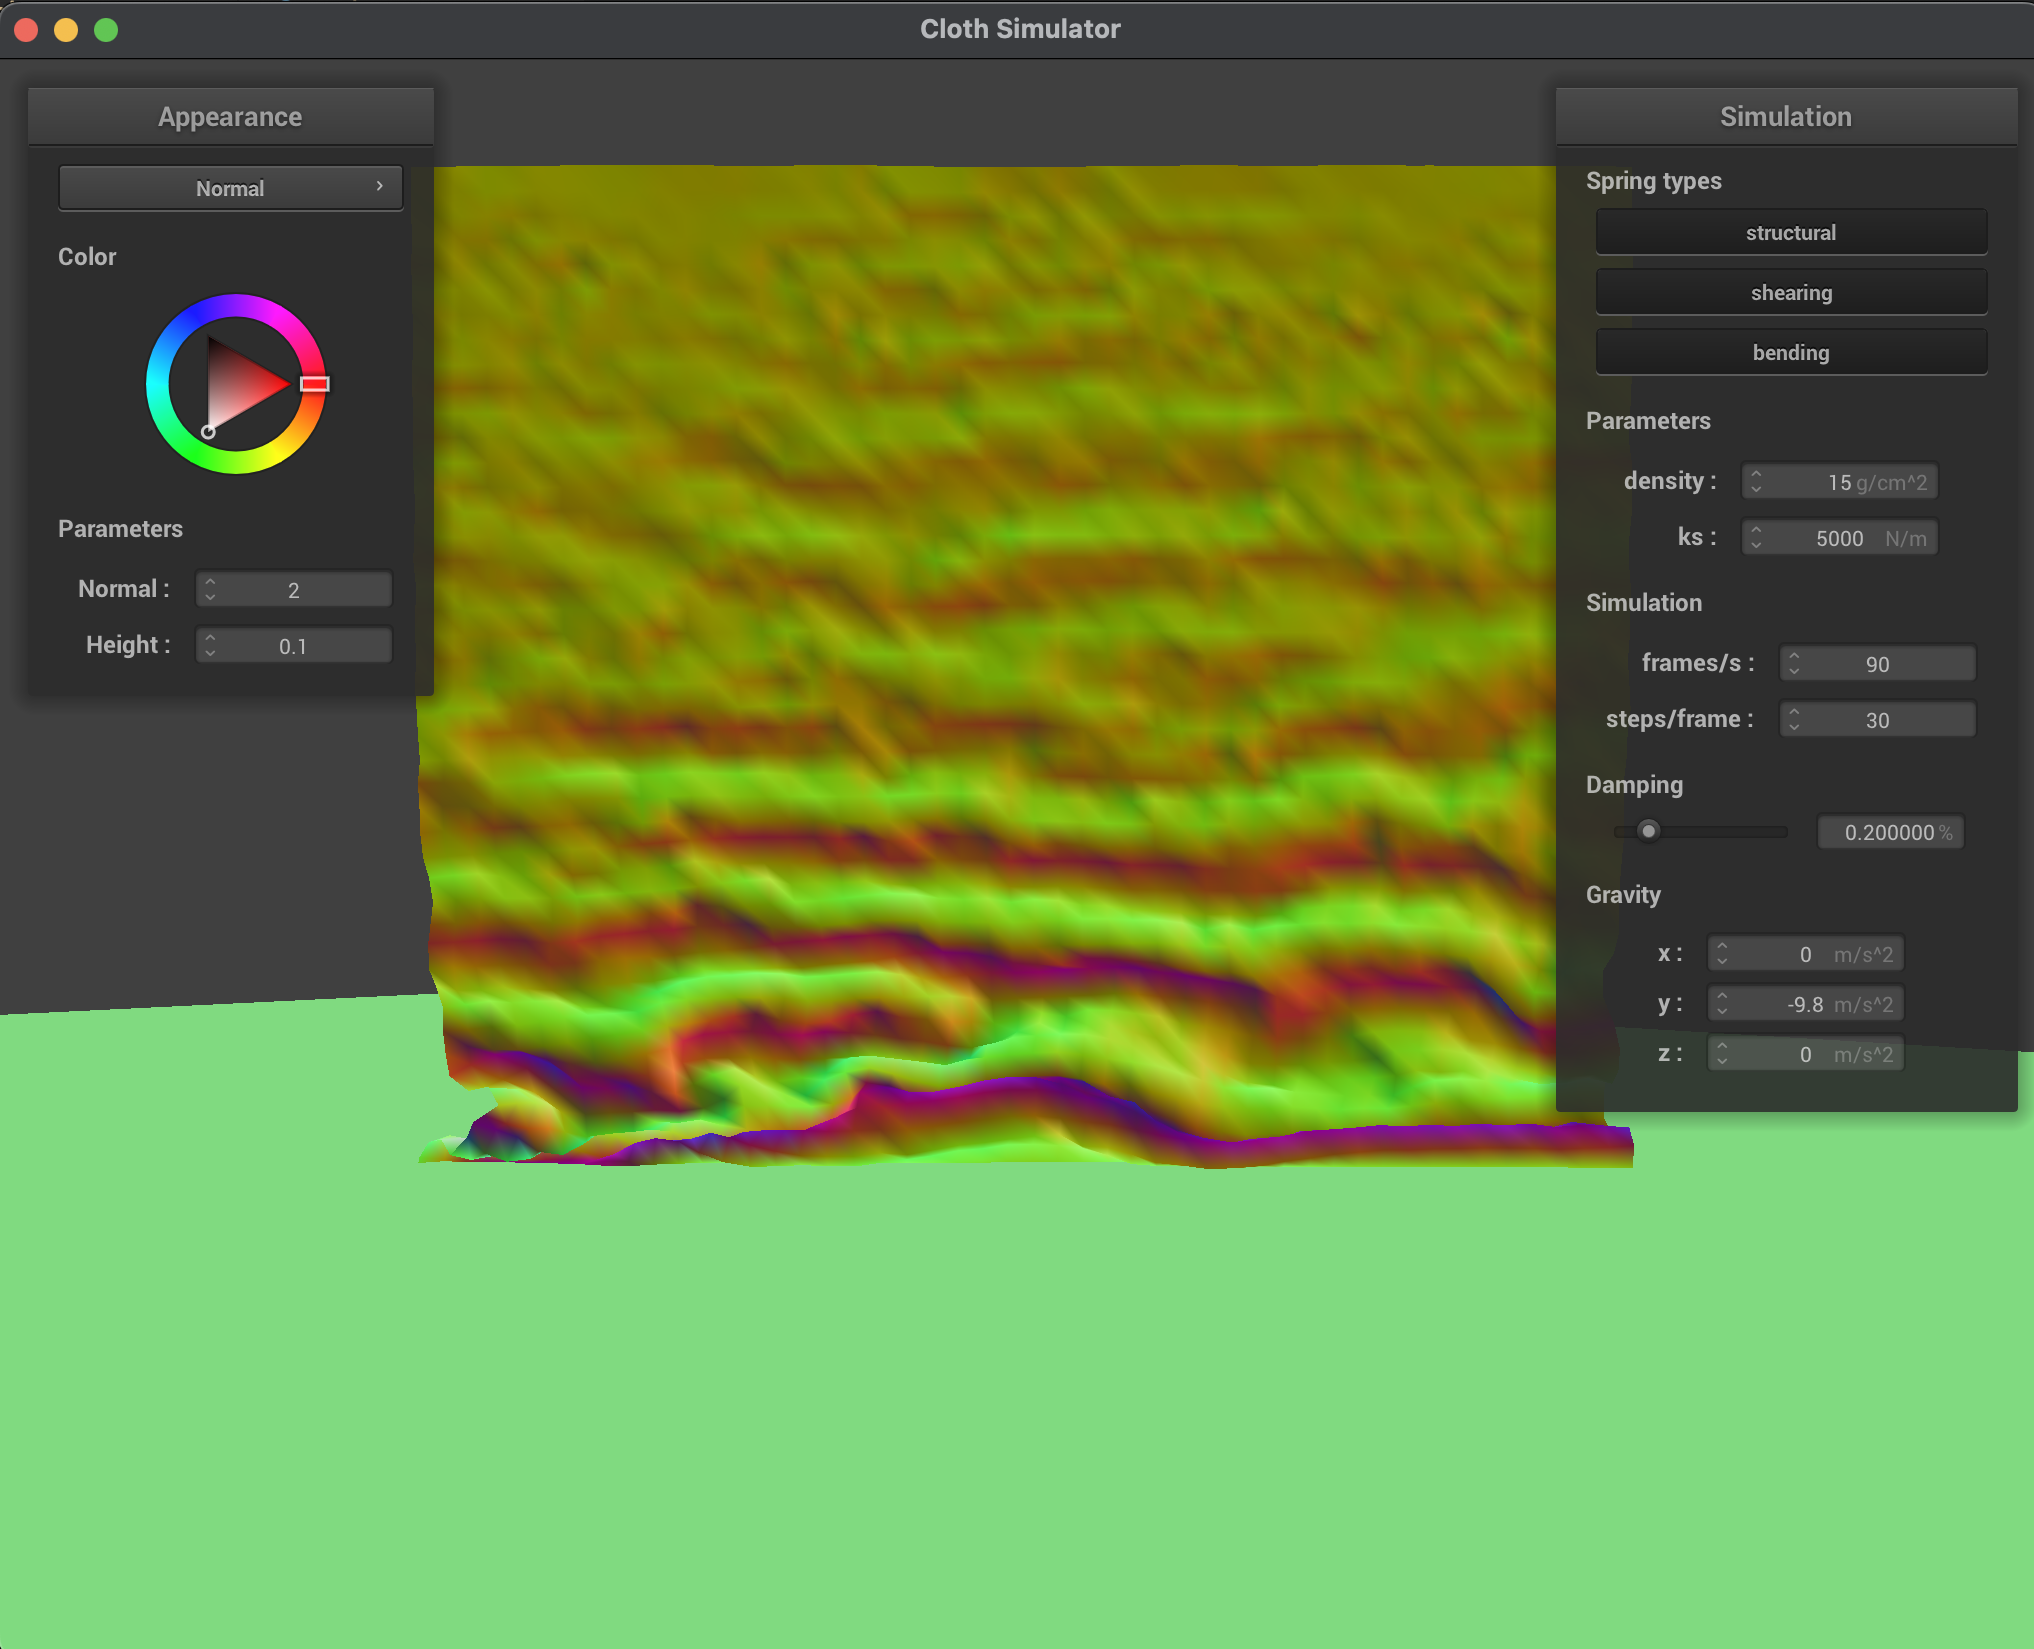 Cloth Simulator
Appearance
Normal
Color
Parameters
Normal : 2
Height : 0.1
Simulation
Spring types
structural
shearing
bending
Parameters
density : 15 g/cm^2
ks : 5000 N/m
Simulation
frames/s : 90
steps/frame : 30
Damping
0.200000 %
Gravity
x : 0 m/s^2
y : -9.8 m/s^2
z : 0 m/s^2